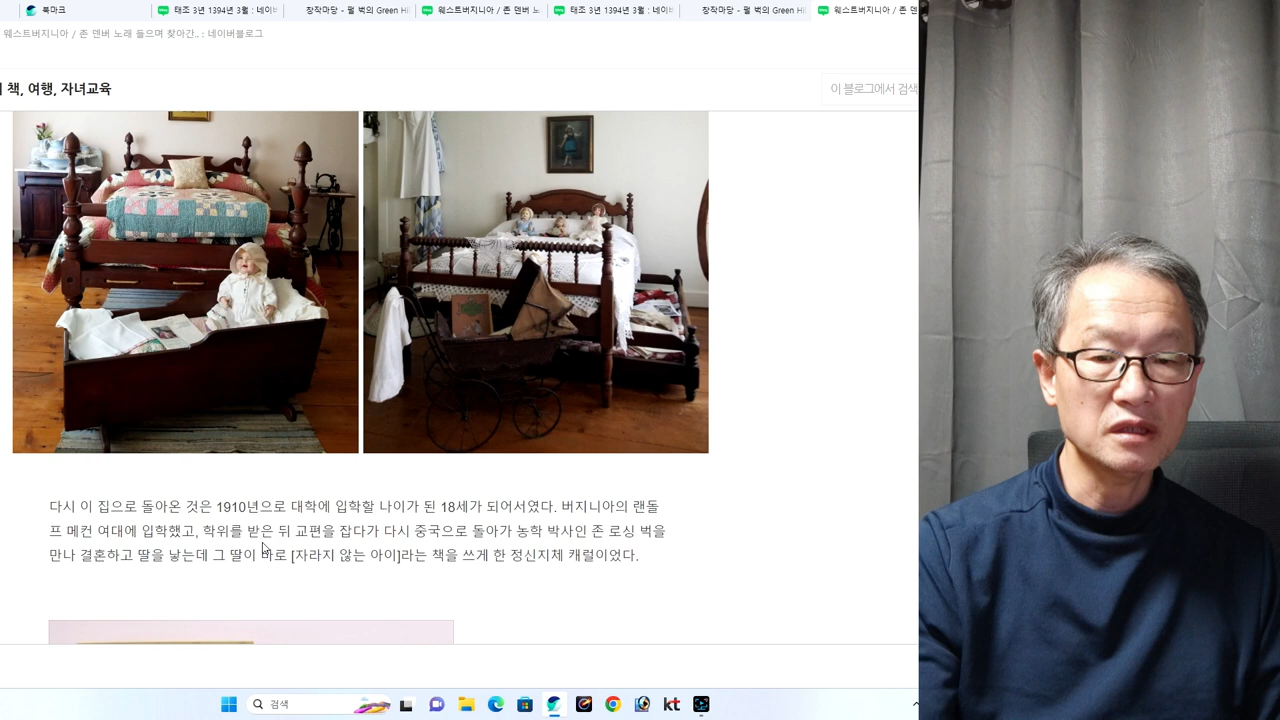 북마크
태조 3년 1394년 3월 : 네이버
창작마당 - 펄 벅의 Green Hi
웨스트버지니아 / 존 덴버 노
태조 3년 1394년 3월 : 네이버
창작마당 - 펄 벅의 Green Hi
웨스트버지니아 / 존 덴
웨스트버지니아 / 존 덴버 노래 들으며 찾아간.. : 네이버블로그
책, 여행, 자녀교육
이 블로그에서 검색
다시 이 집으로 돌아온 것은 1910년으로 대학에 입학할 나이가 된 18세가 되어서였다. 버지니아의 랜돌
프 메컨 여대에 입학했고, 학위를 받은 뒤 교편을 잡다가 다시 중국으로 돌아가 농학 박사인 존 로싱 벅을
만나 결혼하고 딸을 낳는데 그 딸이 바로 [자라지 않는 아이]라는 책을 쓰게 한 정신지체 캐럴이었다.
검색
kt